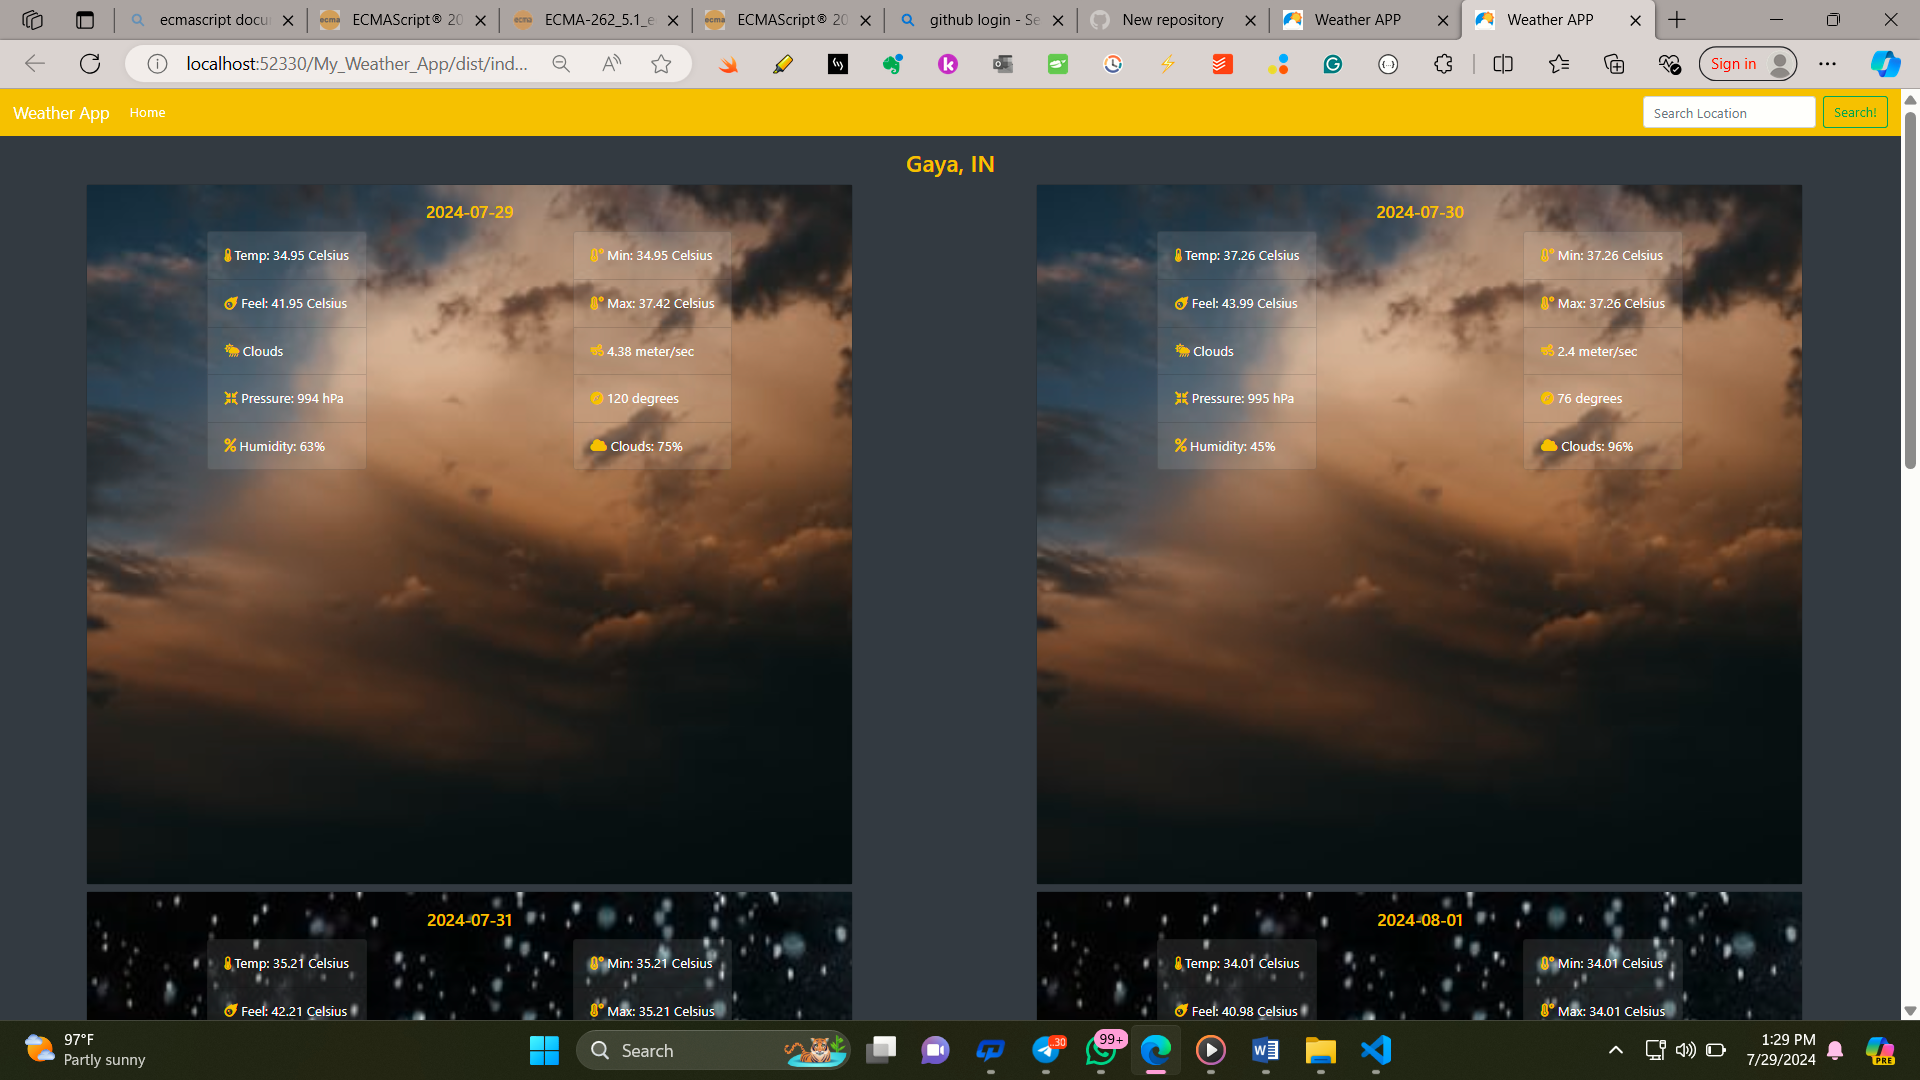 ecmascript docu
ECMAScript® 20
ECMA-262_5.1_e
ECMAScript® 20
github login - Se
New repository
Weather APP
Weather APP
localhost:52330/My_Weather_App/dist/ind...
Sign in
Weather App
Home
Search Location
Search!
Gaya, IN
2024-07-29
Temp: 34.95 Celsius
Feel: 41.95 Celsius
Clouds
Pressure: 994 hPa
Humidity: 63%
Min: 34.95 Celsius
Max: 37.42 Celsius
4.38 meter/sec
120 degrees
Clouds: 75%
2024-07-30
Temp: 37.26 Celsius
Feel: 43.99 Celsius
Clouds
Pressure: 995 hPa
Humidity: 45%
Min: 37.26 Celsius
Max: 37.26 Celsius
2.4 meter/sec
76 degrees
Clouds: 96%
2024-07-31
Temp: 35.21 Celsius
Feel: 42.21 Celsius
Min: 35.21 Celsius
Max: 35.21 Celsius
2024-08-01
Temp: 34.01 Celsius
Feel: 40.98 Celsius
Min: 34.01 Celsius
Max: 34.01 Celsius
97°F
Partly sunny
Search
..30
99+
1:29 PM
7/29/2024
PRE